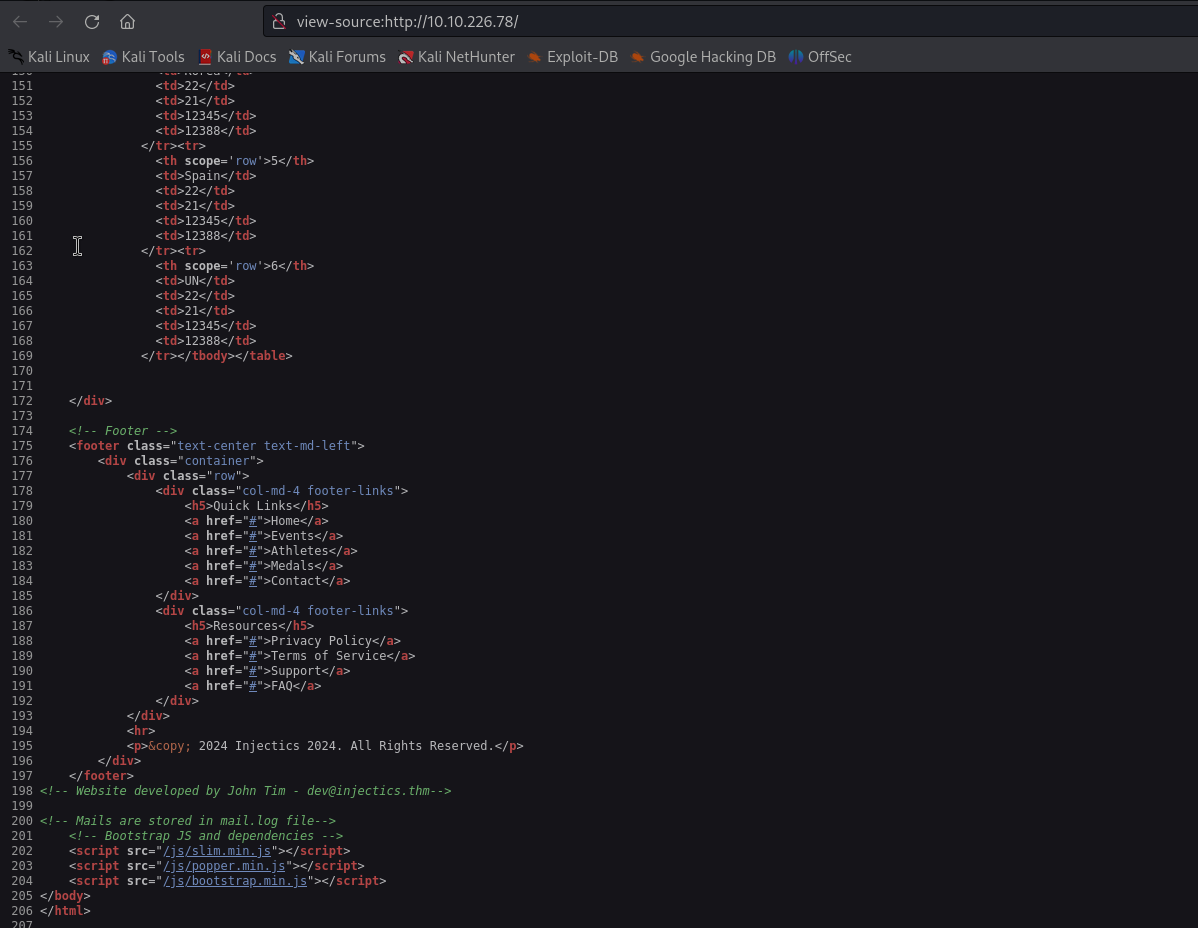 view-source:http://10.10.226.78/
Kali Linux Kali Tools Kali Docs Kali Forums Kali NetHunter Exploit-DB Google Hacking DB OffSec
151 <td>22</td>
152 <td>21</td>
153 <td>12345</td>
154 <td>12388</td>
155 </tr><tr>
156 <th scope='row'>5</th>
157 <td>Spain</td>
158 <td>22</td>
159 <td>21</td>
160 <td>12345</td>
161 <td>12388</td>
162 </tr><tr>
163 <th scope='row'>6</th>
164 <td>UN</td>
165 <td>22</td>
166 <td>21</td>
167 <td>12345</td>
168 <td>12388</td>
169 </tr></tbody></table>
170
171
172 </div>
173
174 <!-- Footer -->
175 <footer class="text-center text-md-left">
176 <div class="container">
177 <div class="row">
178 <div class="col-md-4 footer-links">
179 <h5>Quick Links</h5>
180 <a href="#">Home</a>
181 <a href="#">Events</a>
182 <a href="#">Athletes</a>
183 <a href="#">Medals</a>
184 <a href="#">Contact</a>
185 </div>
186 <div class="col-md-4 footer-links">
187 <h5>Resources</h5>
188 <a href="#">Privacy Policy</a>
189 <a href="#">Terms of Service</a>
190 <a href="#">Support</a>
191 <a href="#">FAQ</a>
192 </div>
193 </div>
194 <hr>
195 <p>&copy; 2024 Injectics 2024. All Rights Reserved.</p>
196 </div>
197 </footer>
198 <!-- Website developed by John Tim - dev@injectics.thm-->
199
200 <!-- Mails are stored in mail.log file-->
201 <!-- Bootstrap JS and dependencies -->
202 <script src="/js/slim.min.js"></script>
203 <script src="/js/popper.min.js"></script>
204 <script src="/js/bootstrap.min.js"></script>
205 </body>
206 </html>
207